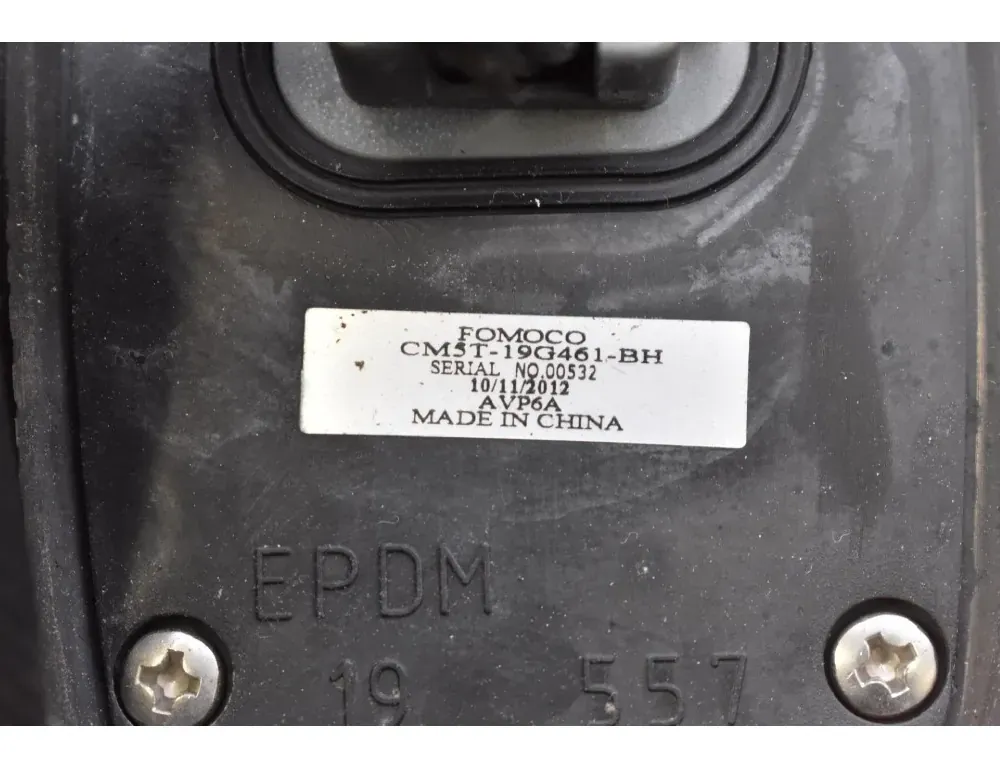 FOMOCO
CM5T-19G461-BH
SERIAL NO.00532
10/11/2012
AVP6A
MADE IN CHINA
EPDM
19 557